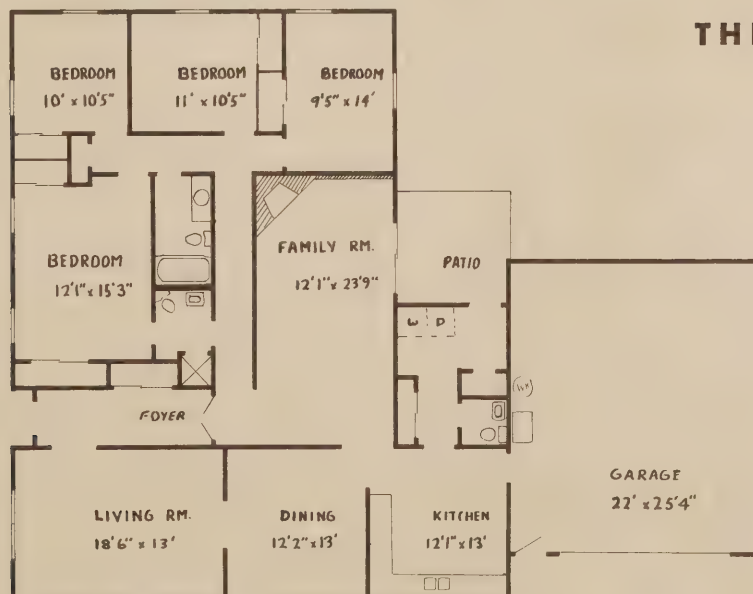 THE
BEDROOM
10' x 10'5"
BEDROOM
11' x 10'5"
BEDROOM
9'5" x 14'
BEDROOM
12'1" x 15'3"
FAMILY RM.
12'1" x 23'9"
PATIO
W D
WH
FOYER
GARAGE
22' x 25'4"
LIVING RM.
18'6" x 13'
DINING
12'2" x 13'
KITCHEN
12'1" x 13'